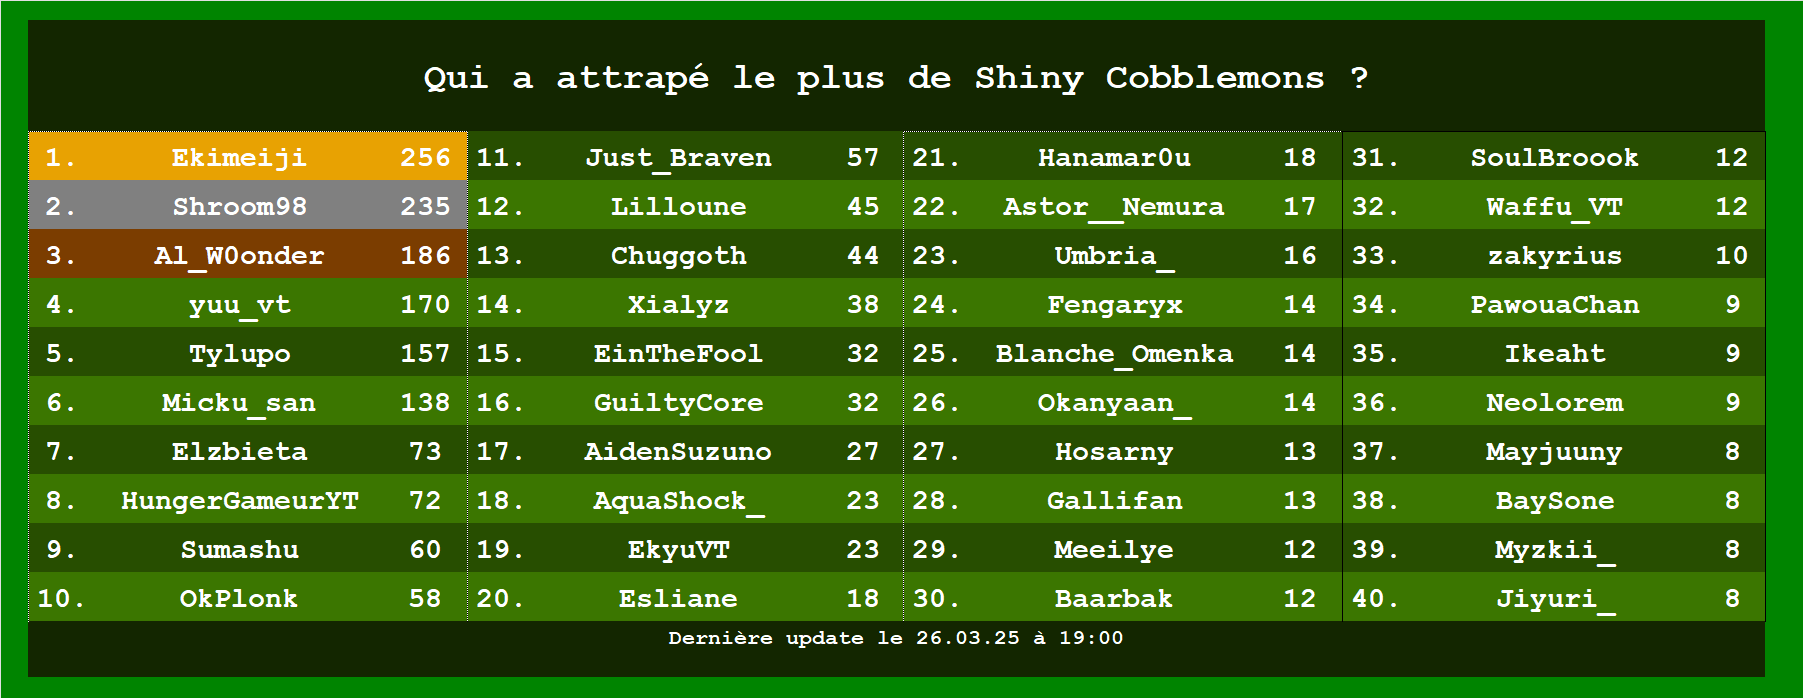 Qui a attrapé le plus de Shiny Cobblemons ?
1. Ekimeiji 256
2. Shroom98 235
3. Al_W0onder 186
4. yuu_vt 170
5. Tylupo 157
6. Micku_san 138
7. Elzbieta 73
8. HungerGameurYT 72
9. Sumashu 60
10. OkPlonk 58
11. Just_Braven 57
12. Lilloune 45
13. Chuggoth 44
14. Xialyz 38
15. EinTheFool 32
16. GuiltyCore 32
17. AidenSuzuno 27
18. AquaShock_ 23
19. EkyuVT 23
20. Esliane 18
21. Hanamar0u 18
22. Astor__Nemura 17
23. Umbria_ 16
24. Fengaryx 14
25. Blanche_Omenka 14
26. Okanyaan_ 14
27. Hosarny 13
28. Gallifan 13
29. Meeilye 12
30. Baarbak 12
31. SoulBroook 12
32. Waffu_VT 12
33. zakyrius 10
34. PawouaChan 9
35. Ikeaht 9
36. Neolorem 9
37. Mayjuuny 8
38. BaySone 8
39. Myzkii_ 8
40. Jiyuri_ 8
Dernière update le 26.03.25 à 19:00